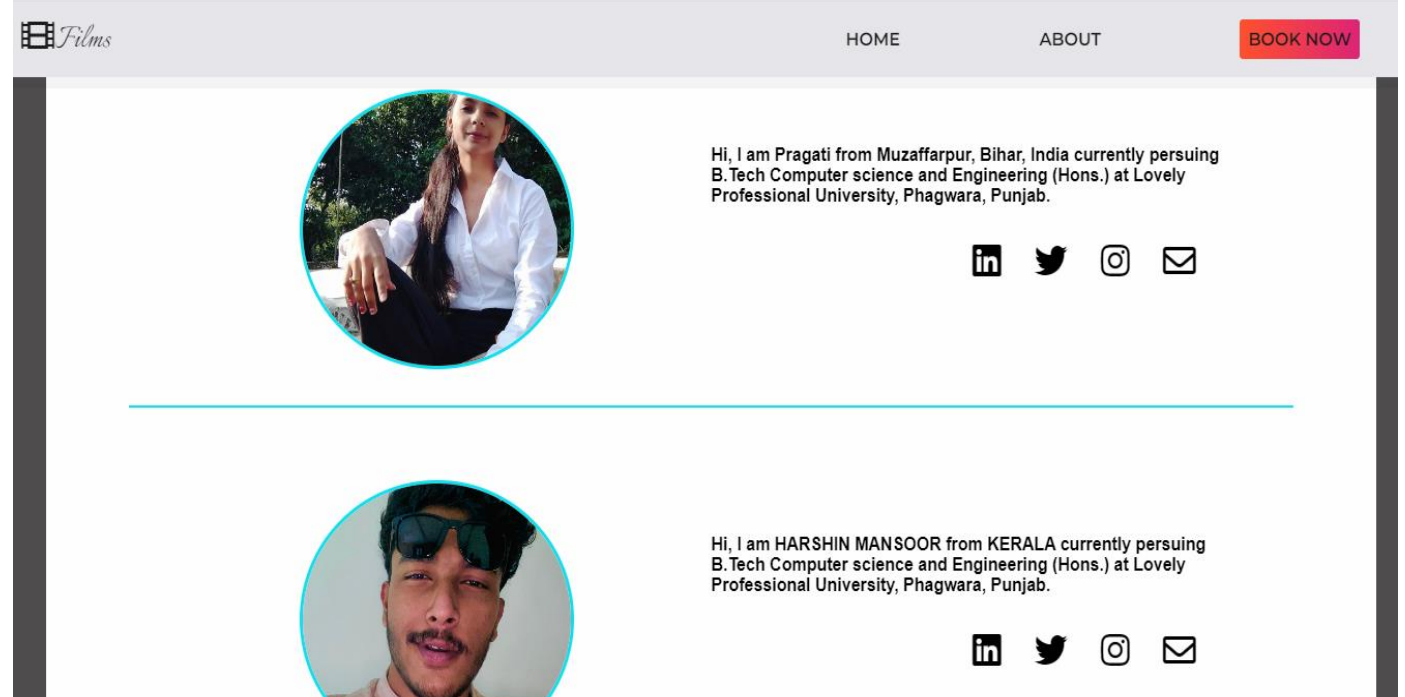 Films
HOME
ABOUT
BOOK NOW
Hi, I am Pragati from Muzaffarpur, Bihar, India currently persuing
B.Tech Computer science and Engineering (Hons.) at Lovely
Professional University, Phagwara, Punjab.
in
Hi, I am HARSHIN MANSOOR from KERALA currently persuing
B.Tech Computer science and Engineering (Hons.) at Lovely
Professional University, Phagwara, Punjab.
in